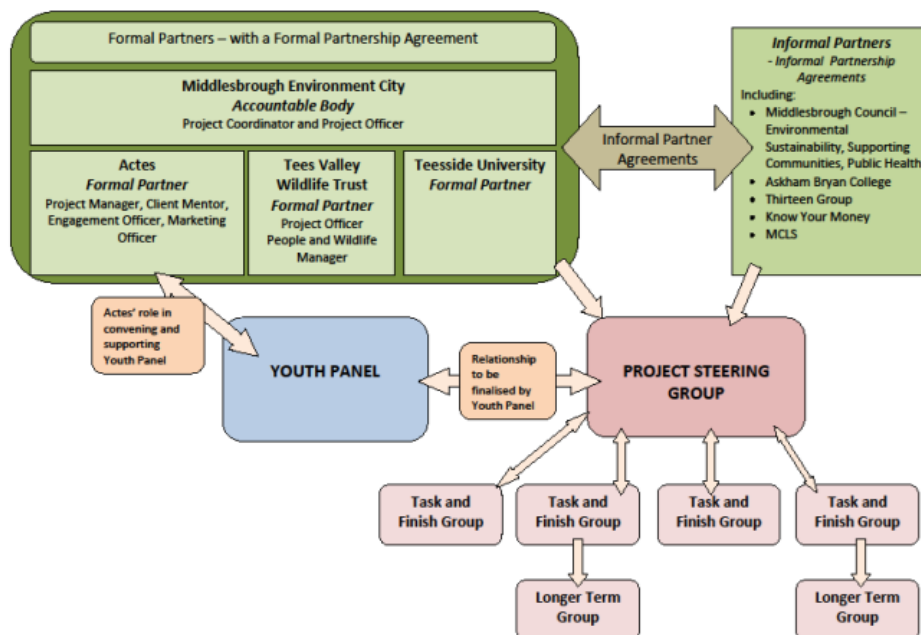 Formal Partners – with a Formal Partnership Agreement
Middlesbrough Environment City
Accountable Body
Project Coordinator and Project Officer
Actes
Formal Partner
Project Manager, Client Mentor,
Engagement Officer, Marketing
Officer
Tees Valley
Wildlife Trust
Formal Partner
Project Officer
People and Wildlife
Manager
Teesside University
Formal Partner
Informal Partner
Agreements
Informal Partners
- Informal Partnership
Agreements
Including:
• Middlesbrough Council –
Environmental
Sustainability, Supporting
Communities, Public Health
• Askham Bryan College
• Thirteen Group
• Know Your Money
• MCLS
Actes' role in
convening and
supporting
Youth Panel
YOUTH PANEL
Relationship
to be
finalised by
Youth Panel
PROJECT STEERING
GROUP
Task and
Finish Group
Task and
Finish Group
Task and
Finish Group
Task and
Finish Group
Longer Term
Group
Longer Term
Group